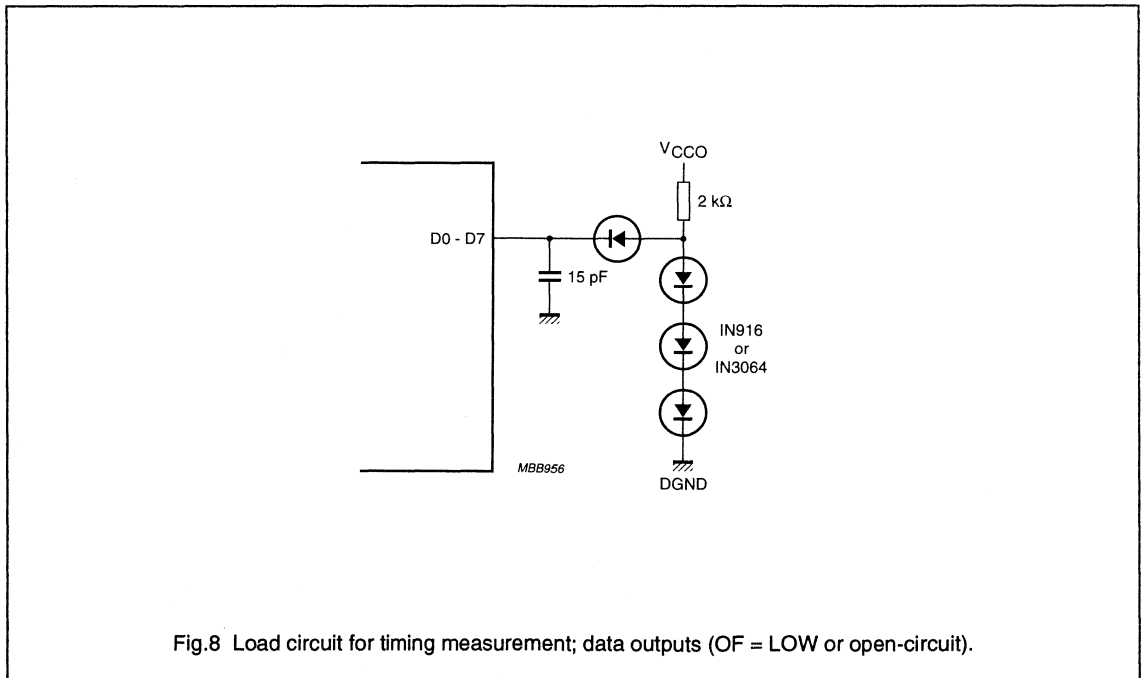 VCCO
2 kΩ
D0 - D7
15 pF
IN916
or
IN3064
MBB956
DGND
Fig.8 Load circuit for timing measurement; data outputs (OF = LOW or open-circuit).